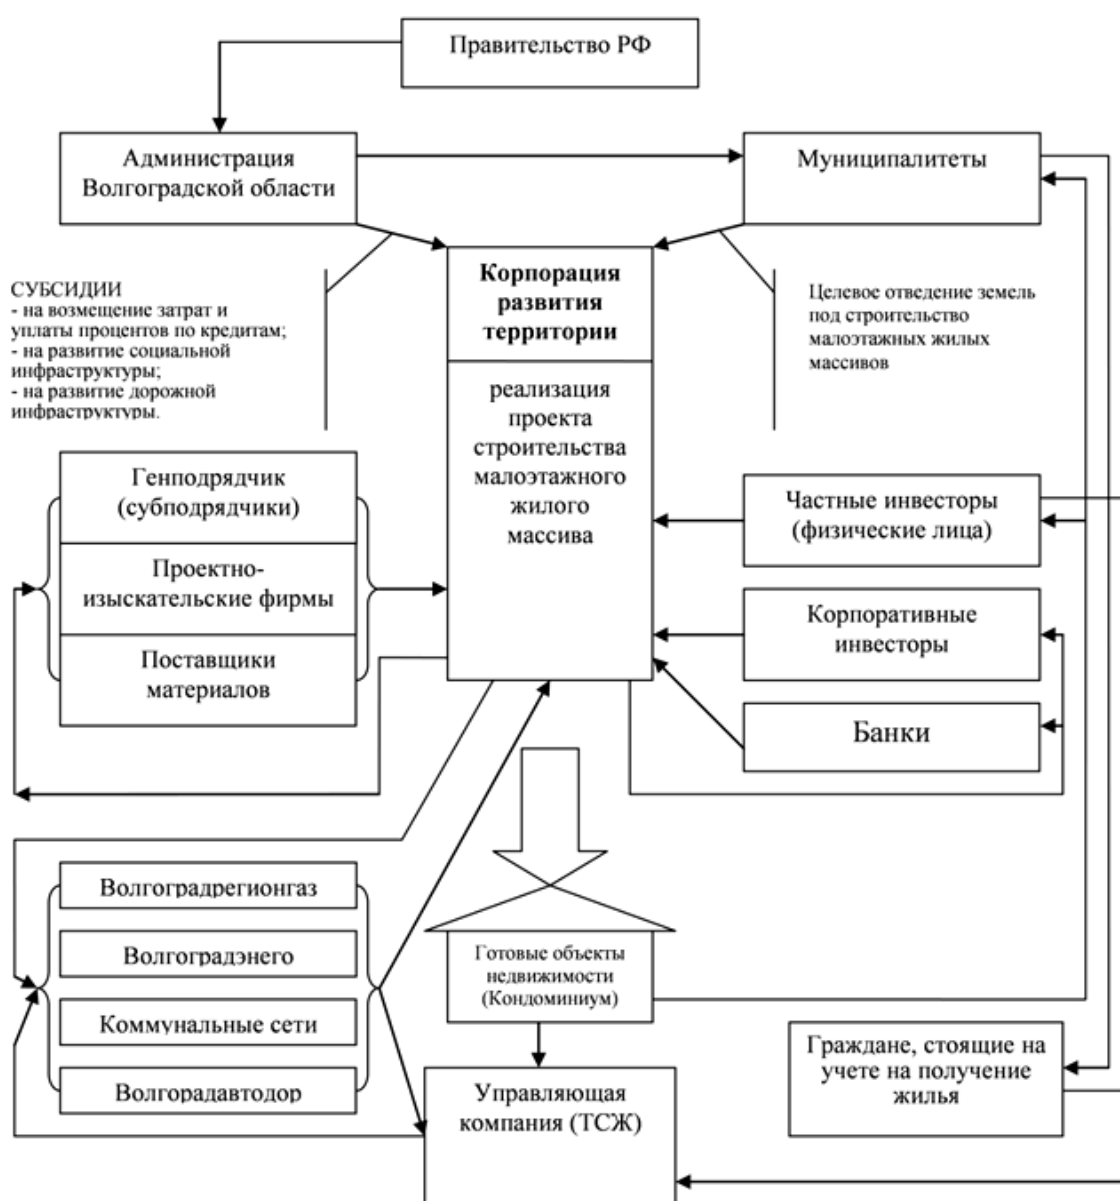 Правительство РФ
Администрация
Волгоградской области
Муниципалитеты
СУБСИДИИ
- на возмещение затрат и
уплаты процентов по кредитам;
- на развитие социальной
инфраструктуры;
- на развитие дорожной
инфраструктуры.
Корпорация
развития
территории
реализация
проекта
строительства
малоэтажного
жилого
массива
Целевое отведение земель
под строительство
малоэтажных жилых
массивов
Генподрядчик
(субподрядчики)
Проектно-
изыскательские фирмы
Поставщики
материалов
Частные инвесторы
(физические лица)
Корпоративные
инвесторы
Банки
Волгоградрегионгаз
Волгоградэнего
Коммунальные сети
Волгорадавтодор
Готовые объекты
недвижимости
(Кондоминиум)
Управляющая
компания (ТСЖ)
Граждане, стоящие на
учете на получение
жилья